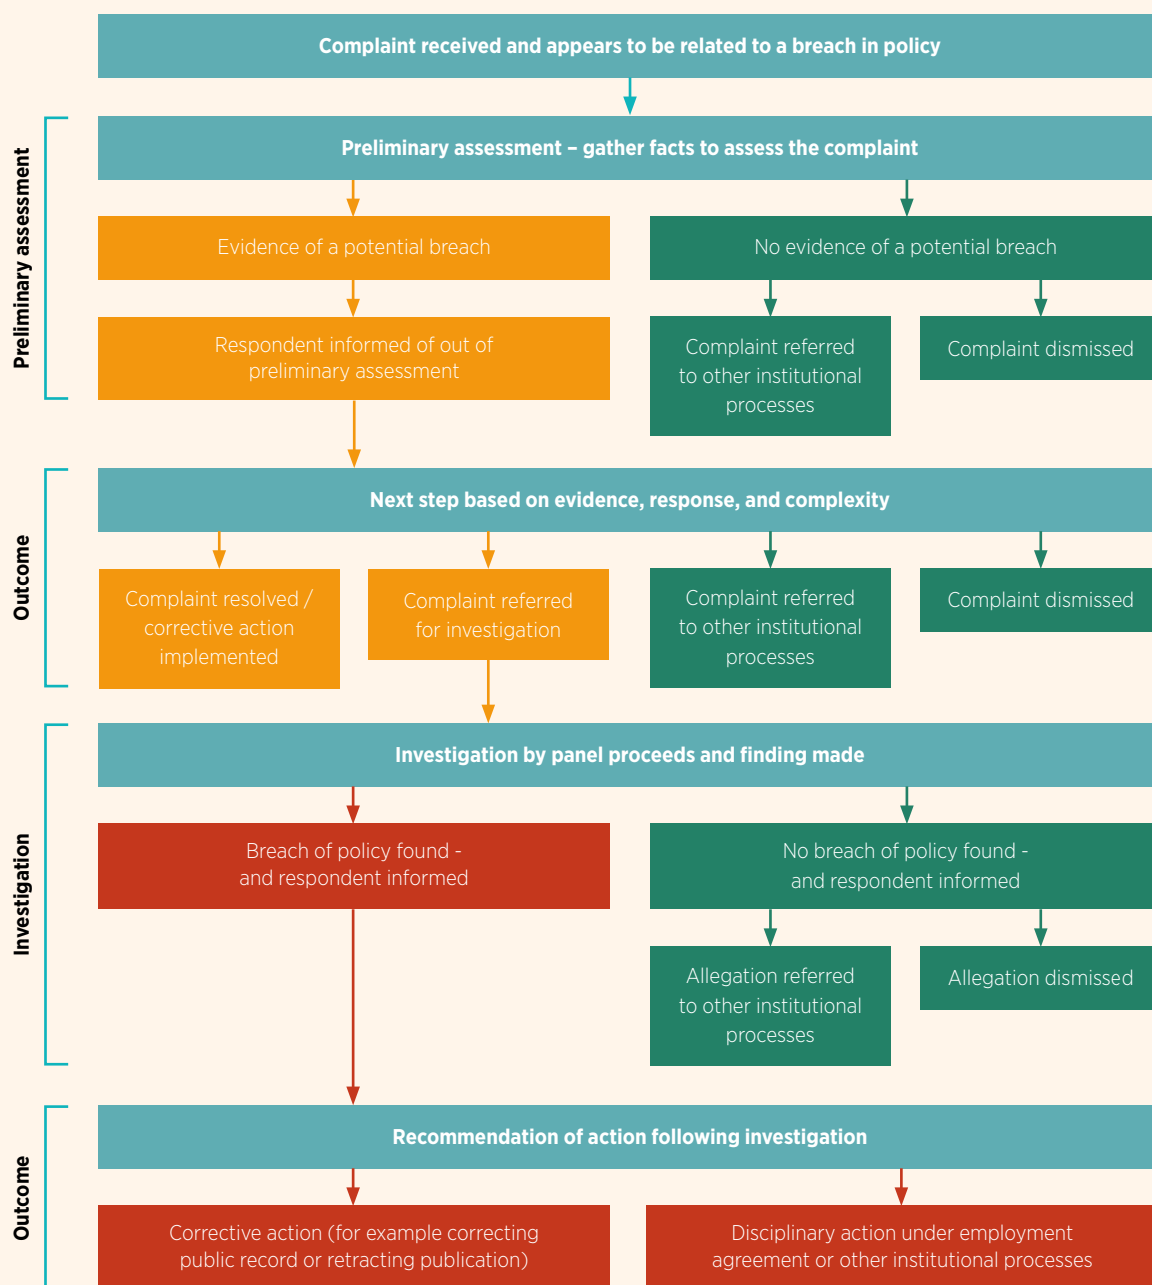 Complaint received and appears to be related to a breach in policy
Preliminary assessment
Preliminary assessment – gather facts to assess the complaint
Evidence of a potential breach
No evidence of a potential breach
Respondent informed of out of
preliminary assessment
Complaint referred
to other institutional
processes
Complaint dismissed
Outcome
Next step based on evidence, response, and complexity
Complaint resolved /
corrective action
implemented
Complaint referred
for investigation
Complaint referred
to other institutional
processes
Complaint dismissed
Investigation
Investigation by panel proceeds and finding made
Breach of policy found -
and respondent informed
No breach of policy found -
and respondent informed
Allegation referred
to other institutional
processes
Allegation dismissed
Outcome
Recommendation of action following investigation
Corrective action (for example correcting
public record or retracting publication)
Disciplinary action under employment
agreement or other institutional processes